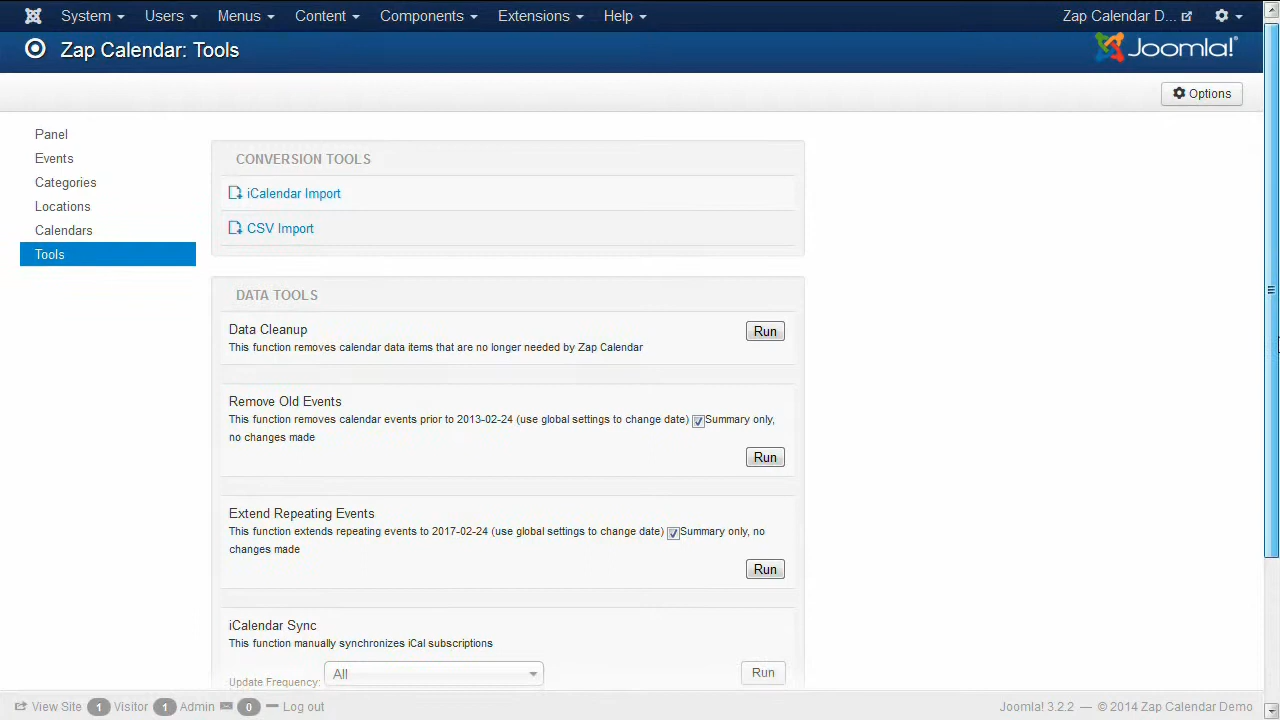 System Users Menus Content Components Extensions Help Zap Calendar D...
Zap Calendar: Tools
Joomla!®
Options
Panel
Events
Categories
Locations
Calendars
Tools
CONVERSION TOOLS
iCalendar Import
CSV Import
DATA TOOLS
Data Cleanup
Run
This function removes calendar data items that are no longer needed by Zap Calendar
Remove Old Events
This function removes calendar events prior to 2013-02-24 (use global settings to change date) Summary only,
no changes made
Run
Extend Repeating Events
This function extends repeating events to 2017-02-24 (use global settings to change date) Summary only, no
changes made
Run
iCalendar Sync
This function manually synchronizes iCal subscriptions
Update Frequency: All Run
View Site 1 Visitor 1 Admin 0 Log out Joomla! 3.2.2 — © 2014 Zap Calendar Demo